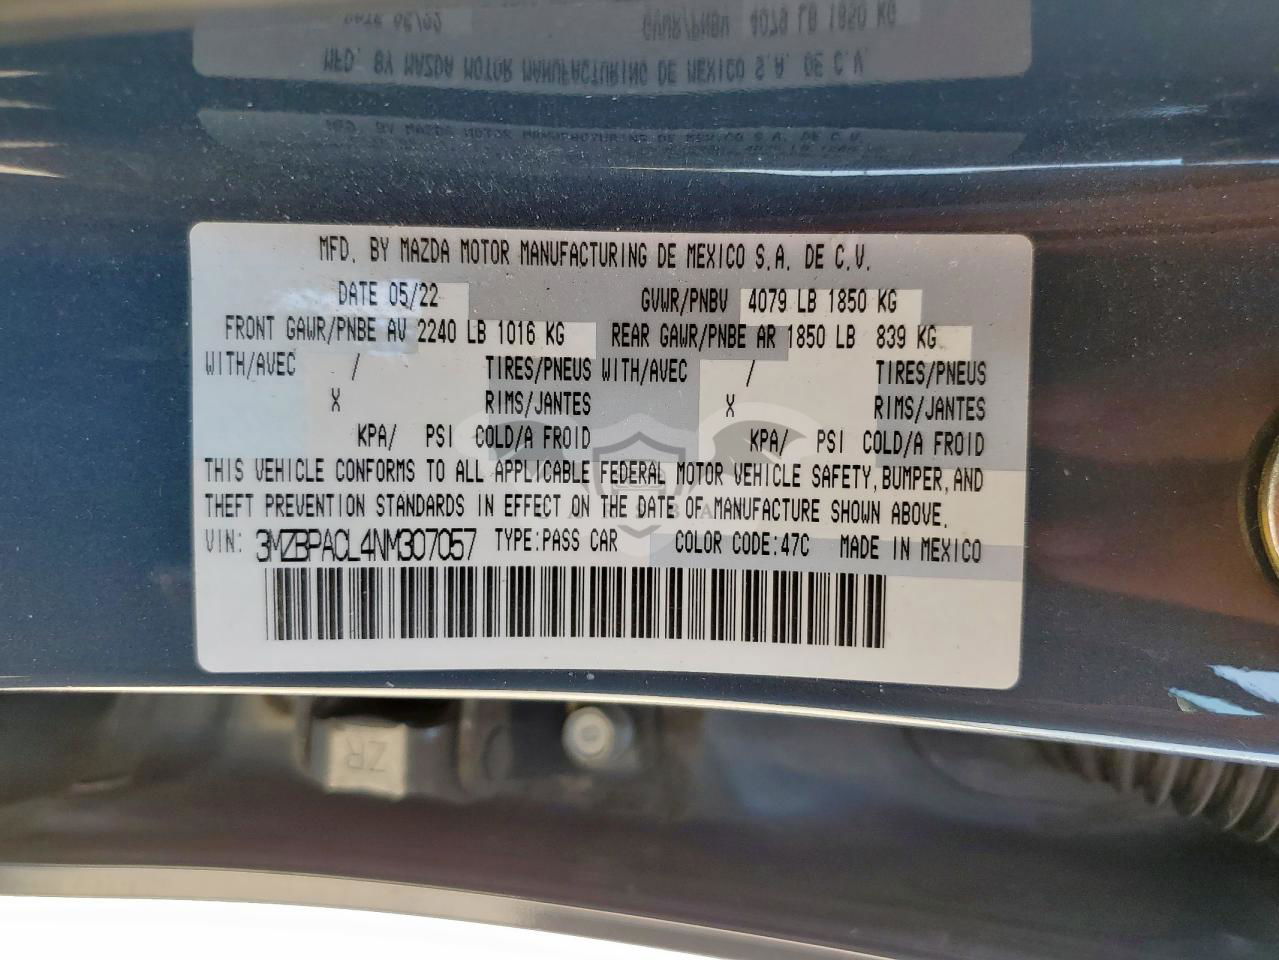 MFD. BY MAZDA MOTOR MANUFACTURING DE MEXICO S.A. DE C.V.
DATE 05/22 GVWR/PNBV 4079 LB 1850 KG
FRONT GAWR/PNBE AV 2240 LB 1016 KG REAR GAWR/PNBE AR 1850 LB 839 KG
WITH/AVEC / TIRES/PNEUS WITH/AVEC / TIRES/PNEUS
X RIMS/JANTES X RIMS/JANTES
KPA/ PSI COLD/A FROID KPA/ PSI COLD/A FROID
THIS VEHICLE CONFORMS TO ALL APPLICABLE FEDERAL MOTOR VEHICLE SAFETY, BUMPER, AND
THEFT PREVENTION STANDARDS IN EFFECT ON THE DATE OF MANUFACTURE SHOWN ABOVE.
VIN: 3MZBPACL4NM307057 TYPE:PASS CAR COLOR CODE:47C MADE IN MEXICO
ZR